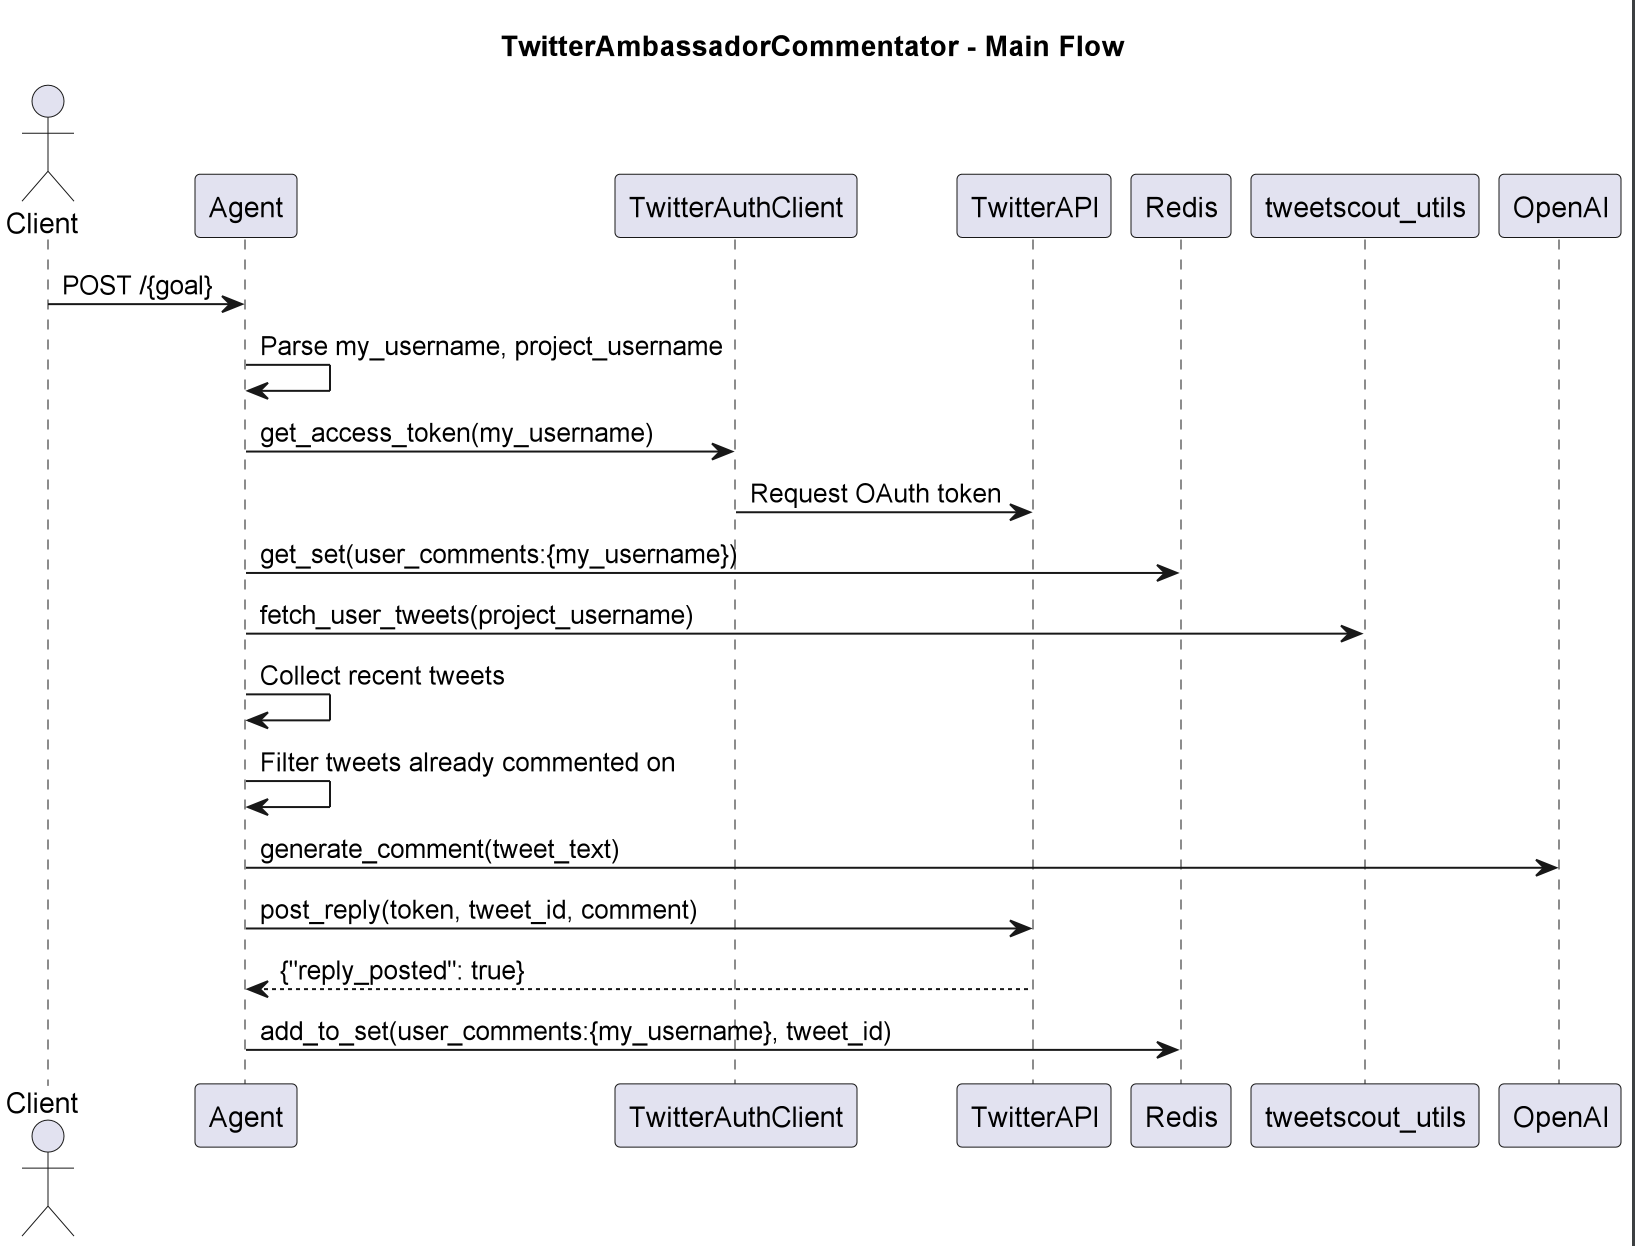 TwitterAmbassadorCommentator - Main Flow
Client
Agent
TwitterAuthClient
TwitterAPI
Redis
tweetscout_utils
OpenAI
POST /{goal}
Parse my_username, project_username
get_access_token(my_username)
Request OAuth token
get_set(user_comments:{my_username})
fetch_user_tweets(project_username)
Collect recent tweets
Filter tweets already commented on
generate_comment(tweet_text)
post_reply(token, tweet_id, comment)
{"reply_posted": true}
add_to_set(user_comments:{my_username}, tweet_id)
Client
Agent
TwitterAuthClient
TwitterAPI
Redis
tweetscout_utils
OpenAI